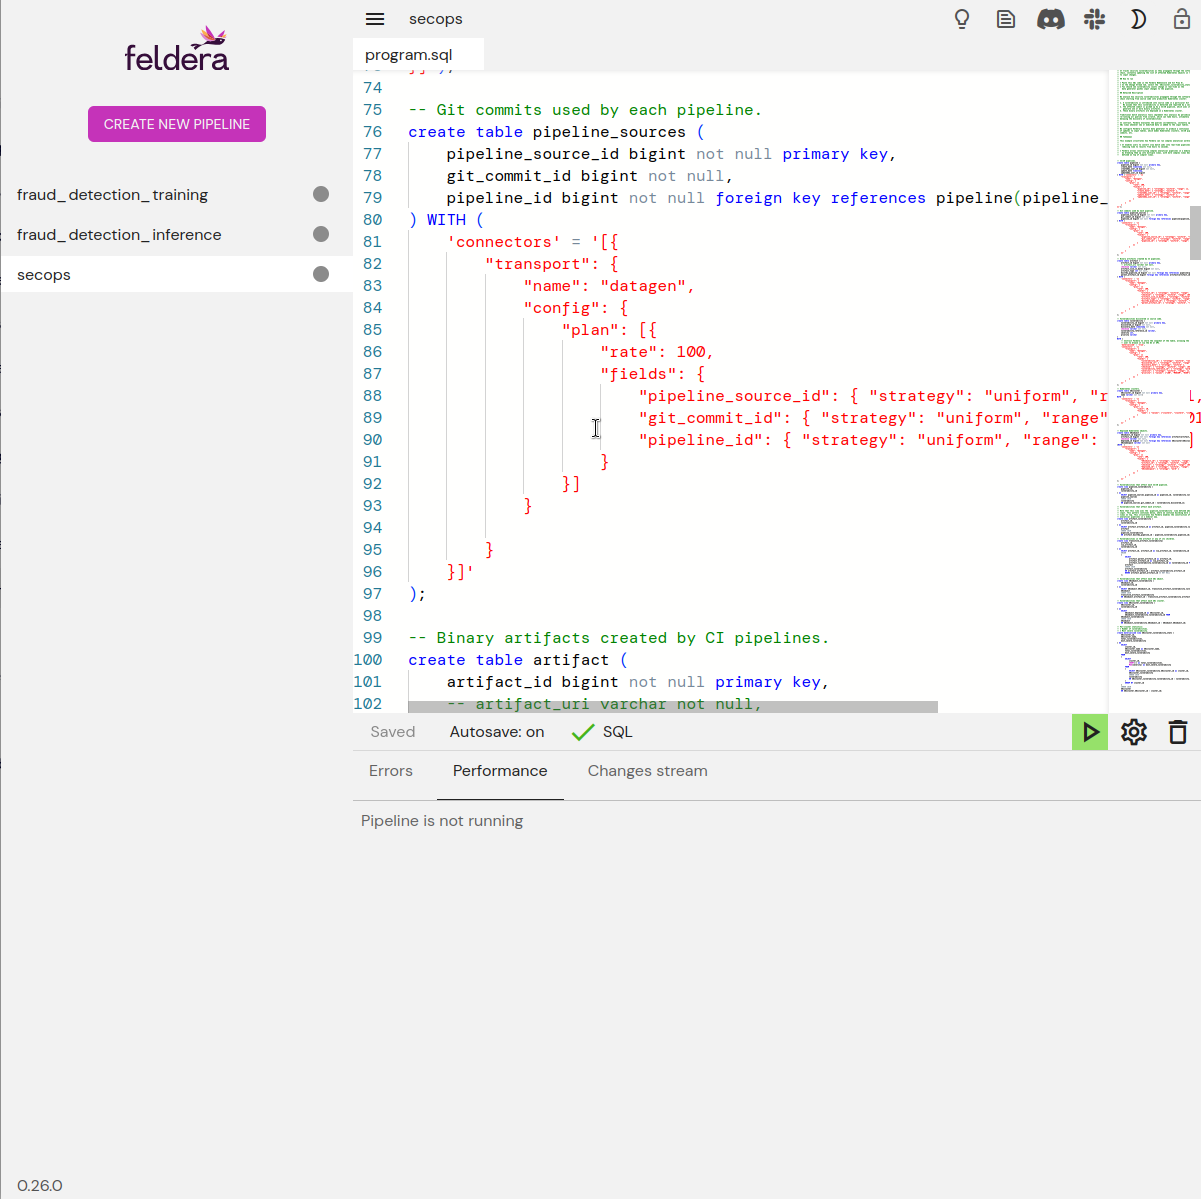 feldera
CREATE NEW PIPELINE
fraud_detection_training
fraud_detection_inference
secops
0.26.0
secops
program.sql
74
75 -- Git commits used by each pipeline.
76 create table pipeline_sources (
77 pipeline_source_id bigint not null primary key,
78 git_commit_id bigint not null,
79 pipeline_id bigint not null foreign key references pipeline(pipeline_
80 ) WITH (
81 'connectors' = '[{
82 "transport": {
83 "name": "datagen",
84 "config": {
85 "plan": [{
86 "rate": 100,
87 "fields": {
88 "pipeline_source_id": { "strategy": "uniform", "r
89 "git_commit_id": { "strategy": "uniform", "range"
90 "pipeline_id": { "strategy": "uniform", "range":
91 }
92 }]
93 }
94
95 }
96 }]'
97 );
98
99 -- Binary artifacts created by CI pipelines.
100 create table artifact (
101 artifact_id bigint not null primary key,
102 -- artifact_uri varchar not null,
Saved Autosave: on SQL
Errors Performance Changes stream
Pipeline is not running